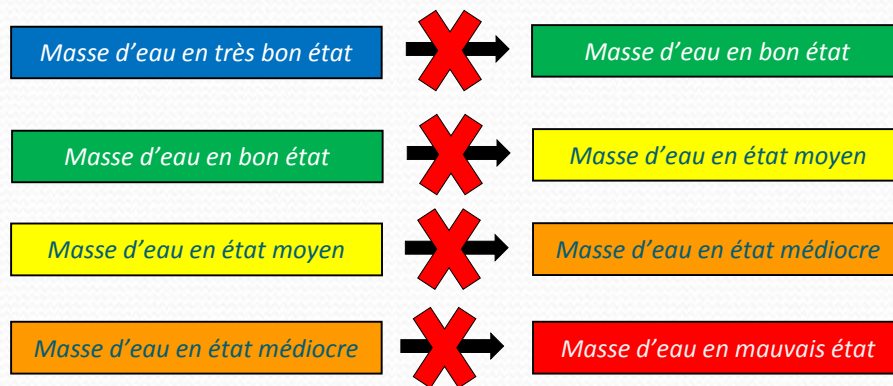 Masse d'eau en très bon état
Masse d'eau en bon état
Masse d'eau en bon état
Masse d'eau en état moyen
Masse d'eau en état moyen
Masse d'eau en état médiocre
Masse d'eau en état médiocre
Masse d'eau en mauvais état